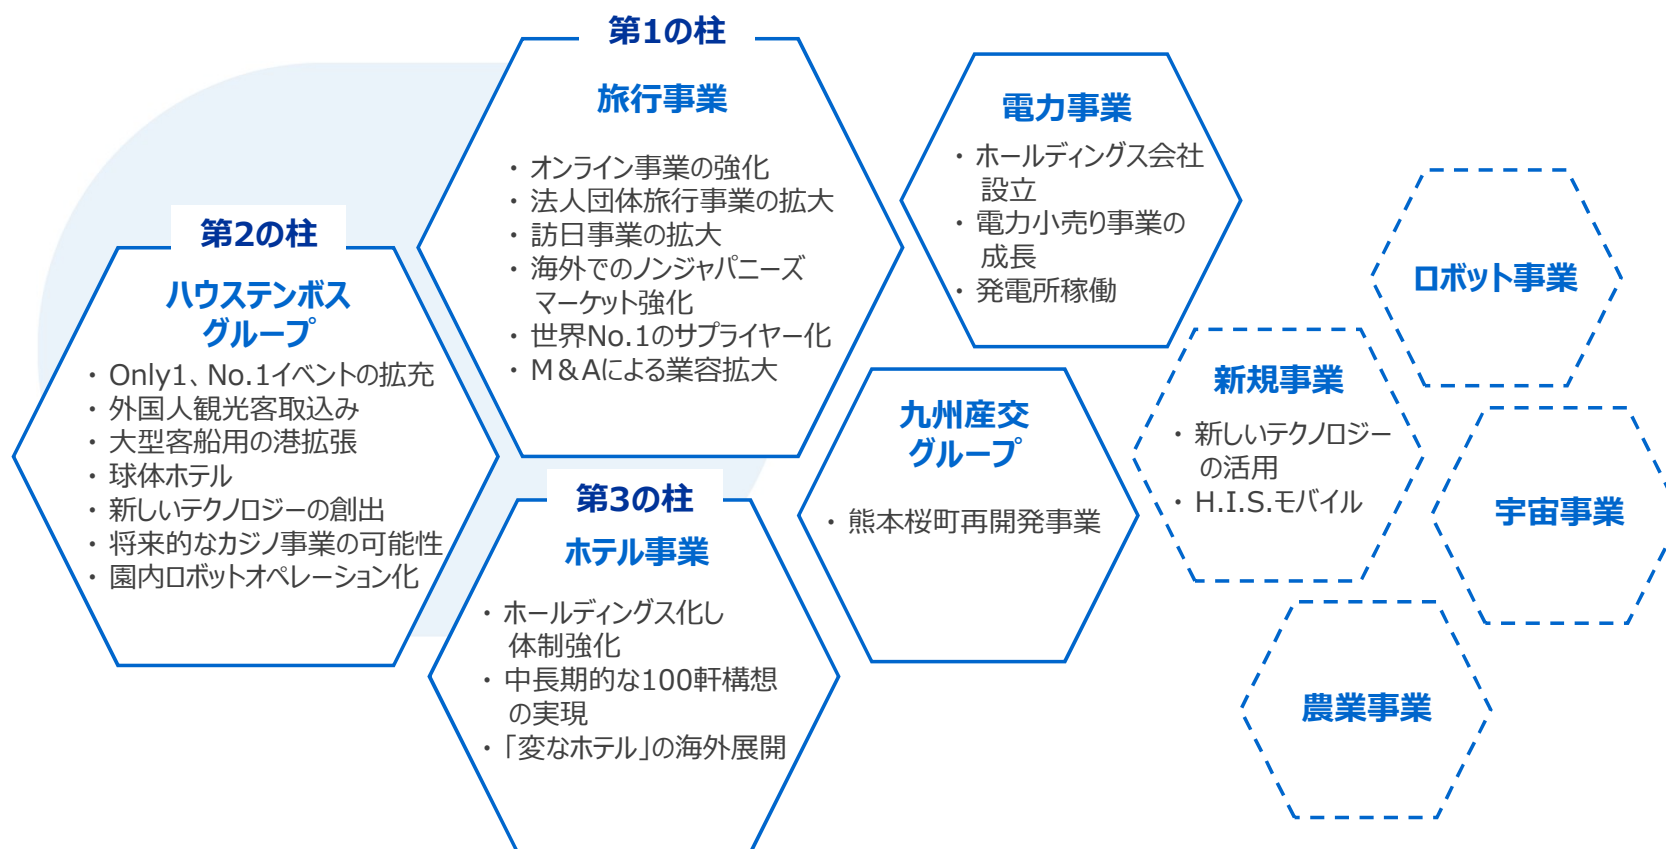 第1の柱
旅行事業
・オンライン事業の強化
・法人団体旅行事業の拡大
・訪日事業の拡大
・海外でのノンジャパニーズ
マーケット強化
・世界No.1のサプライヤー化
・M&Aによる業容拡大
第2の柱
ハウステンボス
グループ
・Only1、No.1イベントの拡充
・外国人観光客取込み
・大型客船用の港拡張
・球体ホテル
・新しいテクノロジーの創出
・将来的なカジノ事業の可能性
・園内ロボットオペレーション化
第3の柱
ホテル事業
・ホールディングス化し
体制強化
・中長期的な100軒構想
の実現
・「変なホテル」の海外展開
電力事業
・ホールディングス会社
設立
・電力小売り事業の
成長
・発電所稼働
九州産交
グループ
・熊本桜町再開発事業
新規事業
・新しいテクノロジー
の活用
・H.I.S.モバイル
ロボット事業
宇宙事業
農業事業